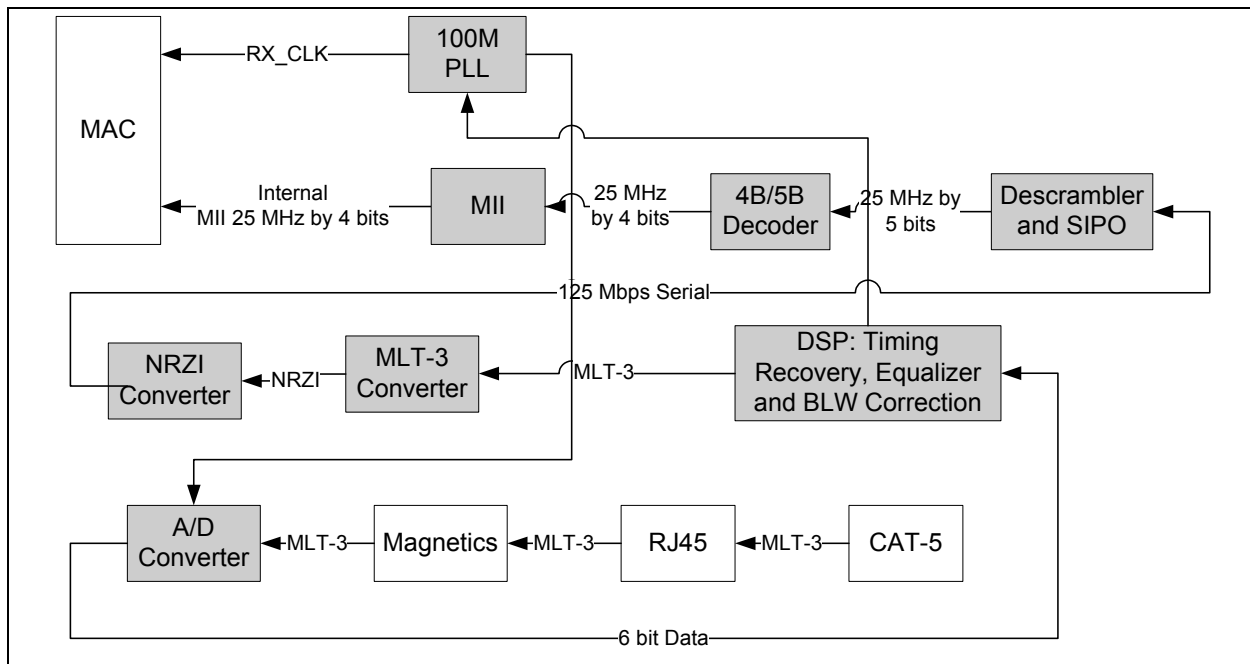 100M
PLL
RX_CLK
MAC
Internal
MII 25 MHz by 4 bits
MII
25 MHz
by 4 bits
4B/5B
Decoder
25 MHz by
5 bits
Descrambler
and SIPO
125 Mbps Serial
NRZI
Converter
NRZI
MLT-3
Converter
MLT-3
DSP: Timing
Recovery, Equalizer
and BLW Correction
A/D
Converter
MLT-3
Magnetics
MLT-3
RJ45
MLT-3
CAT-5
6 bit Data